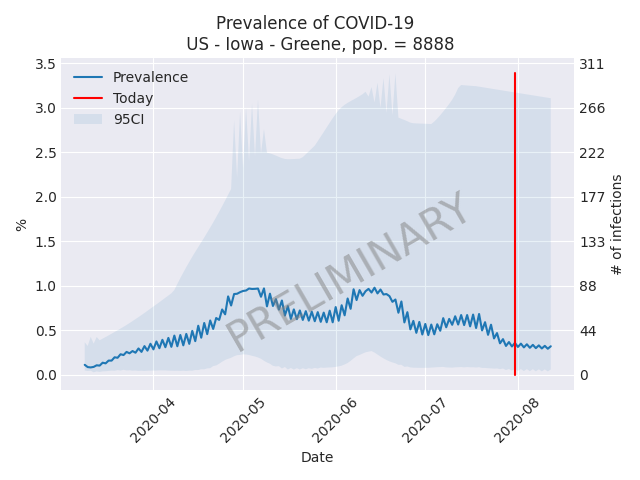 Prevalence of COVID-19
US - Iowa - Greene, pop. = 8888
3.5
3.0
2.5
2.0
1.5
1.0
0.5
0.0
%
Prevalence
Today
95CI
PRELIMINARY
311
266
222
177
133
88
44
0
# of infections
2020-04
2020-05
2020-06
2020-07
2020-08
Date